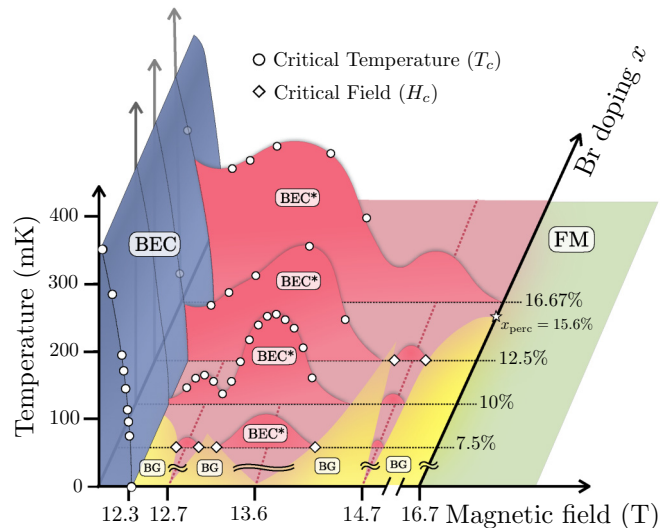 Critical Temperature (T_c)
Critical Field (H_c)
Br doping x
Temperature (mK)
400
300
200
100
0
BEC
BEC*
BEC*
BEC*
BEC*
FM
16.67%
x_perc = 15.6%
12.5%
10%
7.5%
BG
BG
BG
BG
12.3
12.7
13.6
14.7
16.7
Magnetic field (T)